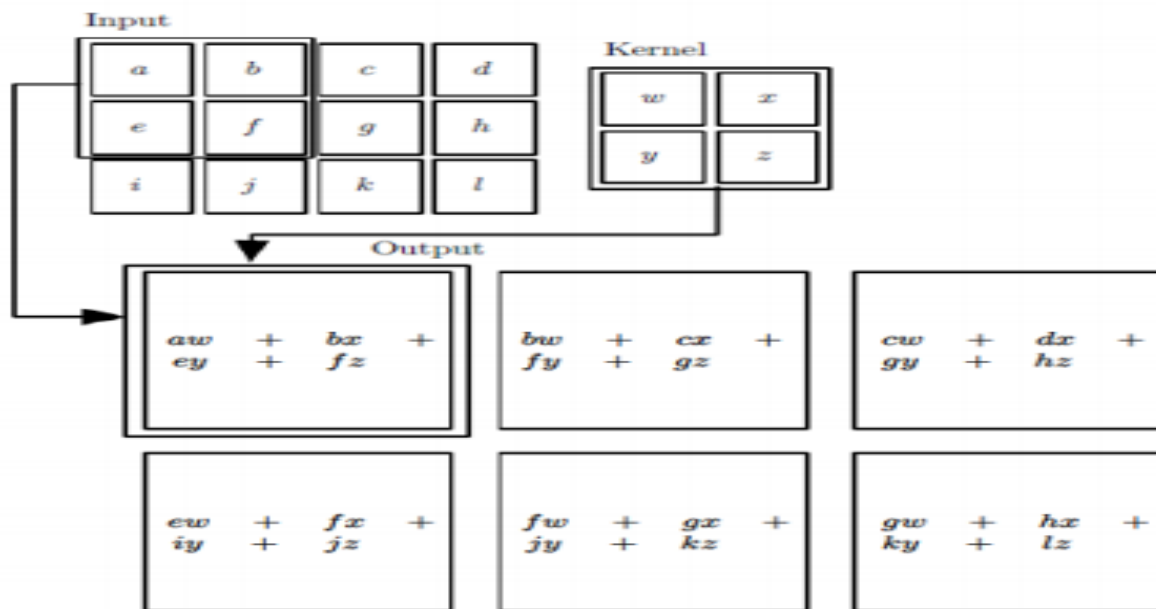 Input
Kernel
a b c d
e f g h
i j k l
w x
y z
Output
aw + bx +
ey + fz
bw + cx +
fy + gz
cw + dx +
gy + hz
ew + fx +
iy + jz
fw + gx +
jy + kz
gw + hx +
ky + lz